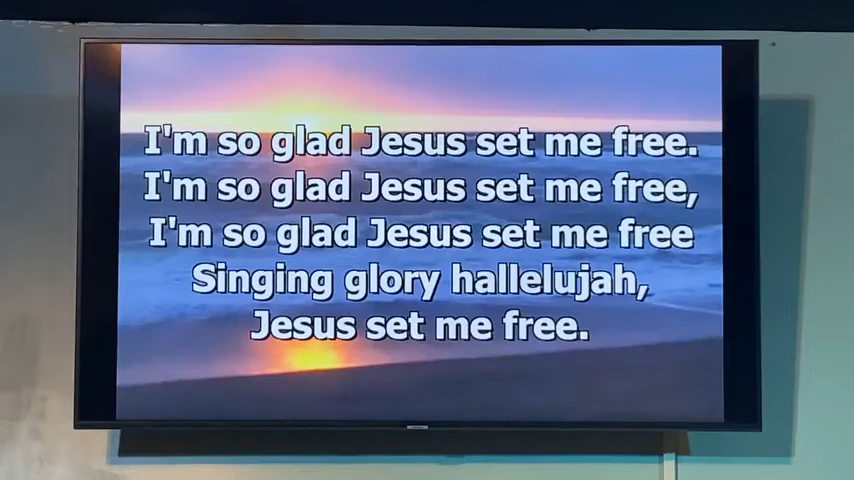 I'm so glad Jesus set me free.
I'm so glad Jesus set me free,
I'm so glad Jesus set me free
Singing glory hallelujah,
Jesus set me free.